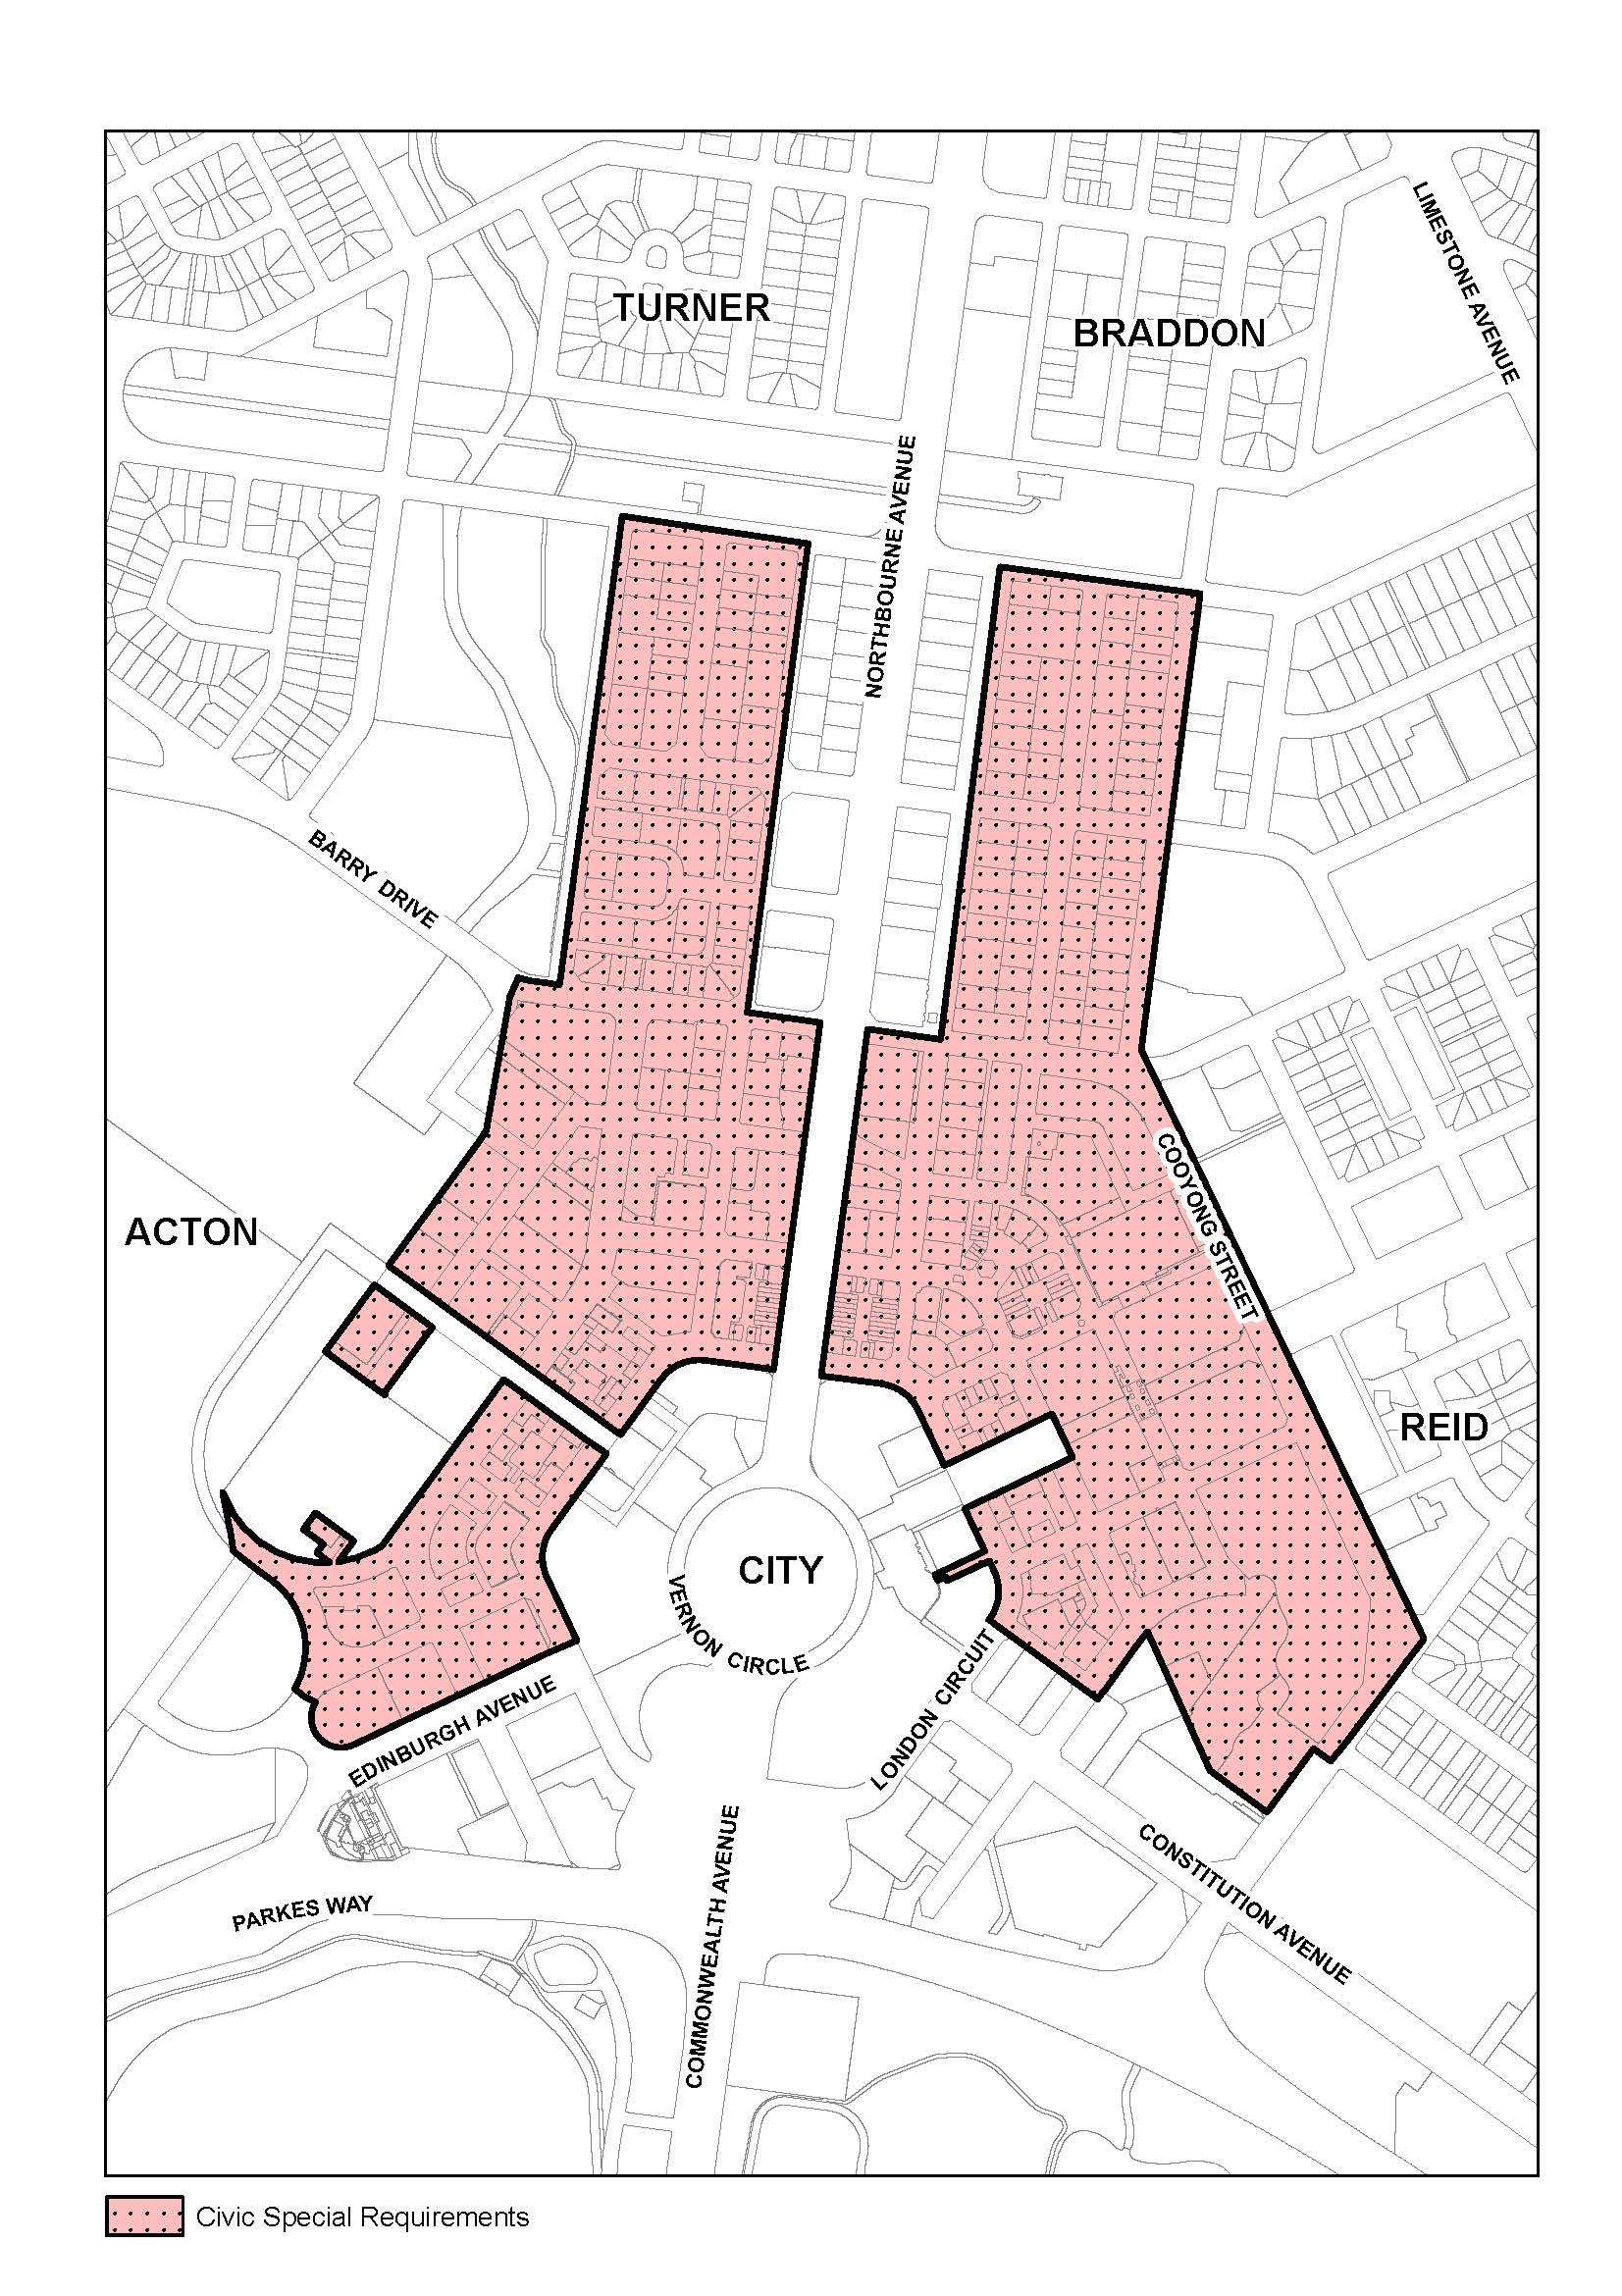 LIMESTONE AVENUE
TURNER
BRADDON
NORTHBOURNE AVENUE
BARRY DRIVE
COOYONG STREET
ACTON
REID
CITY
VERNON CIRCLE
LONDON CIRCUIT
EDINBURGH AVENUE
CONSTITUTION AVENUE
COMMONWEALTH AVENUE
PARKES WAY
Civic Special Requirements